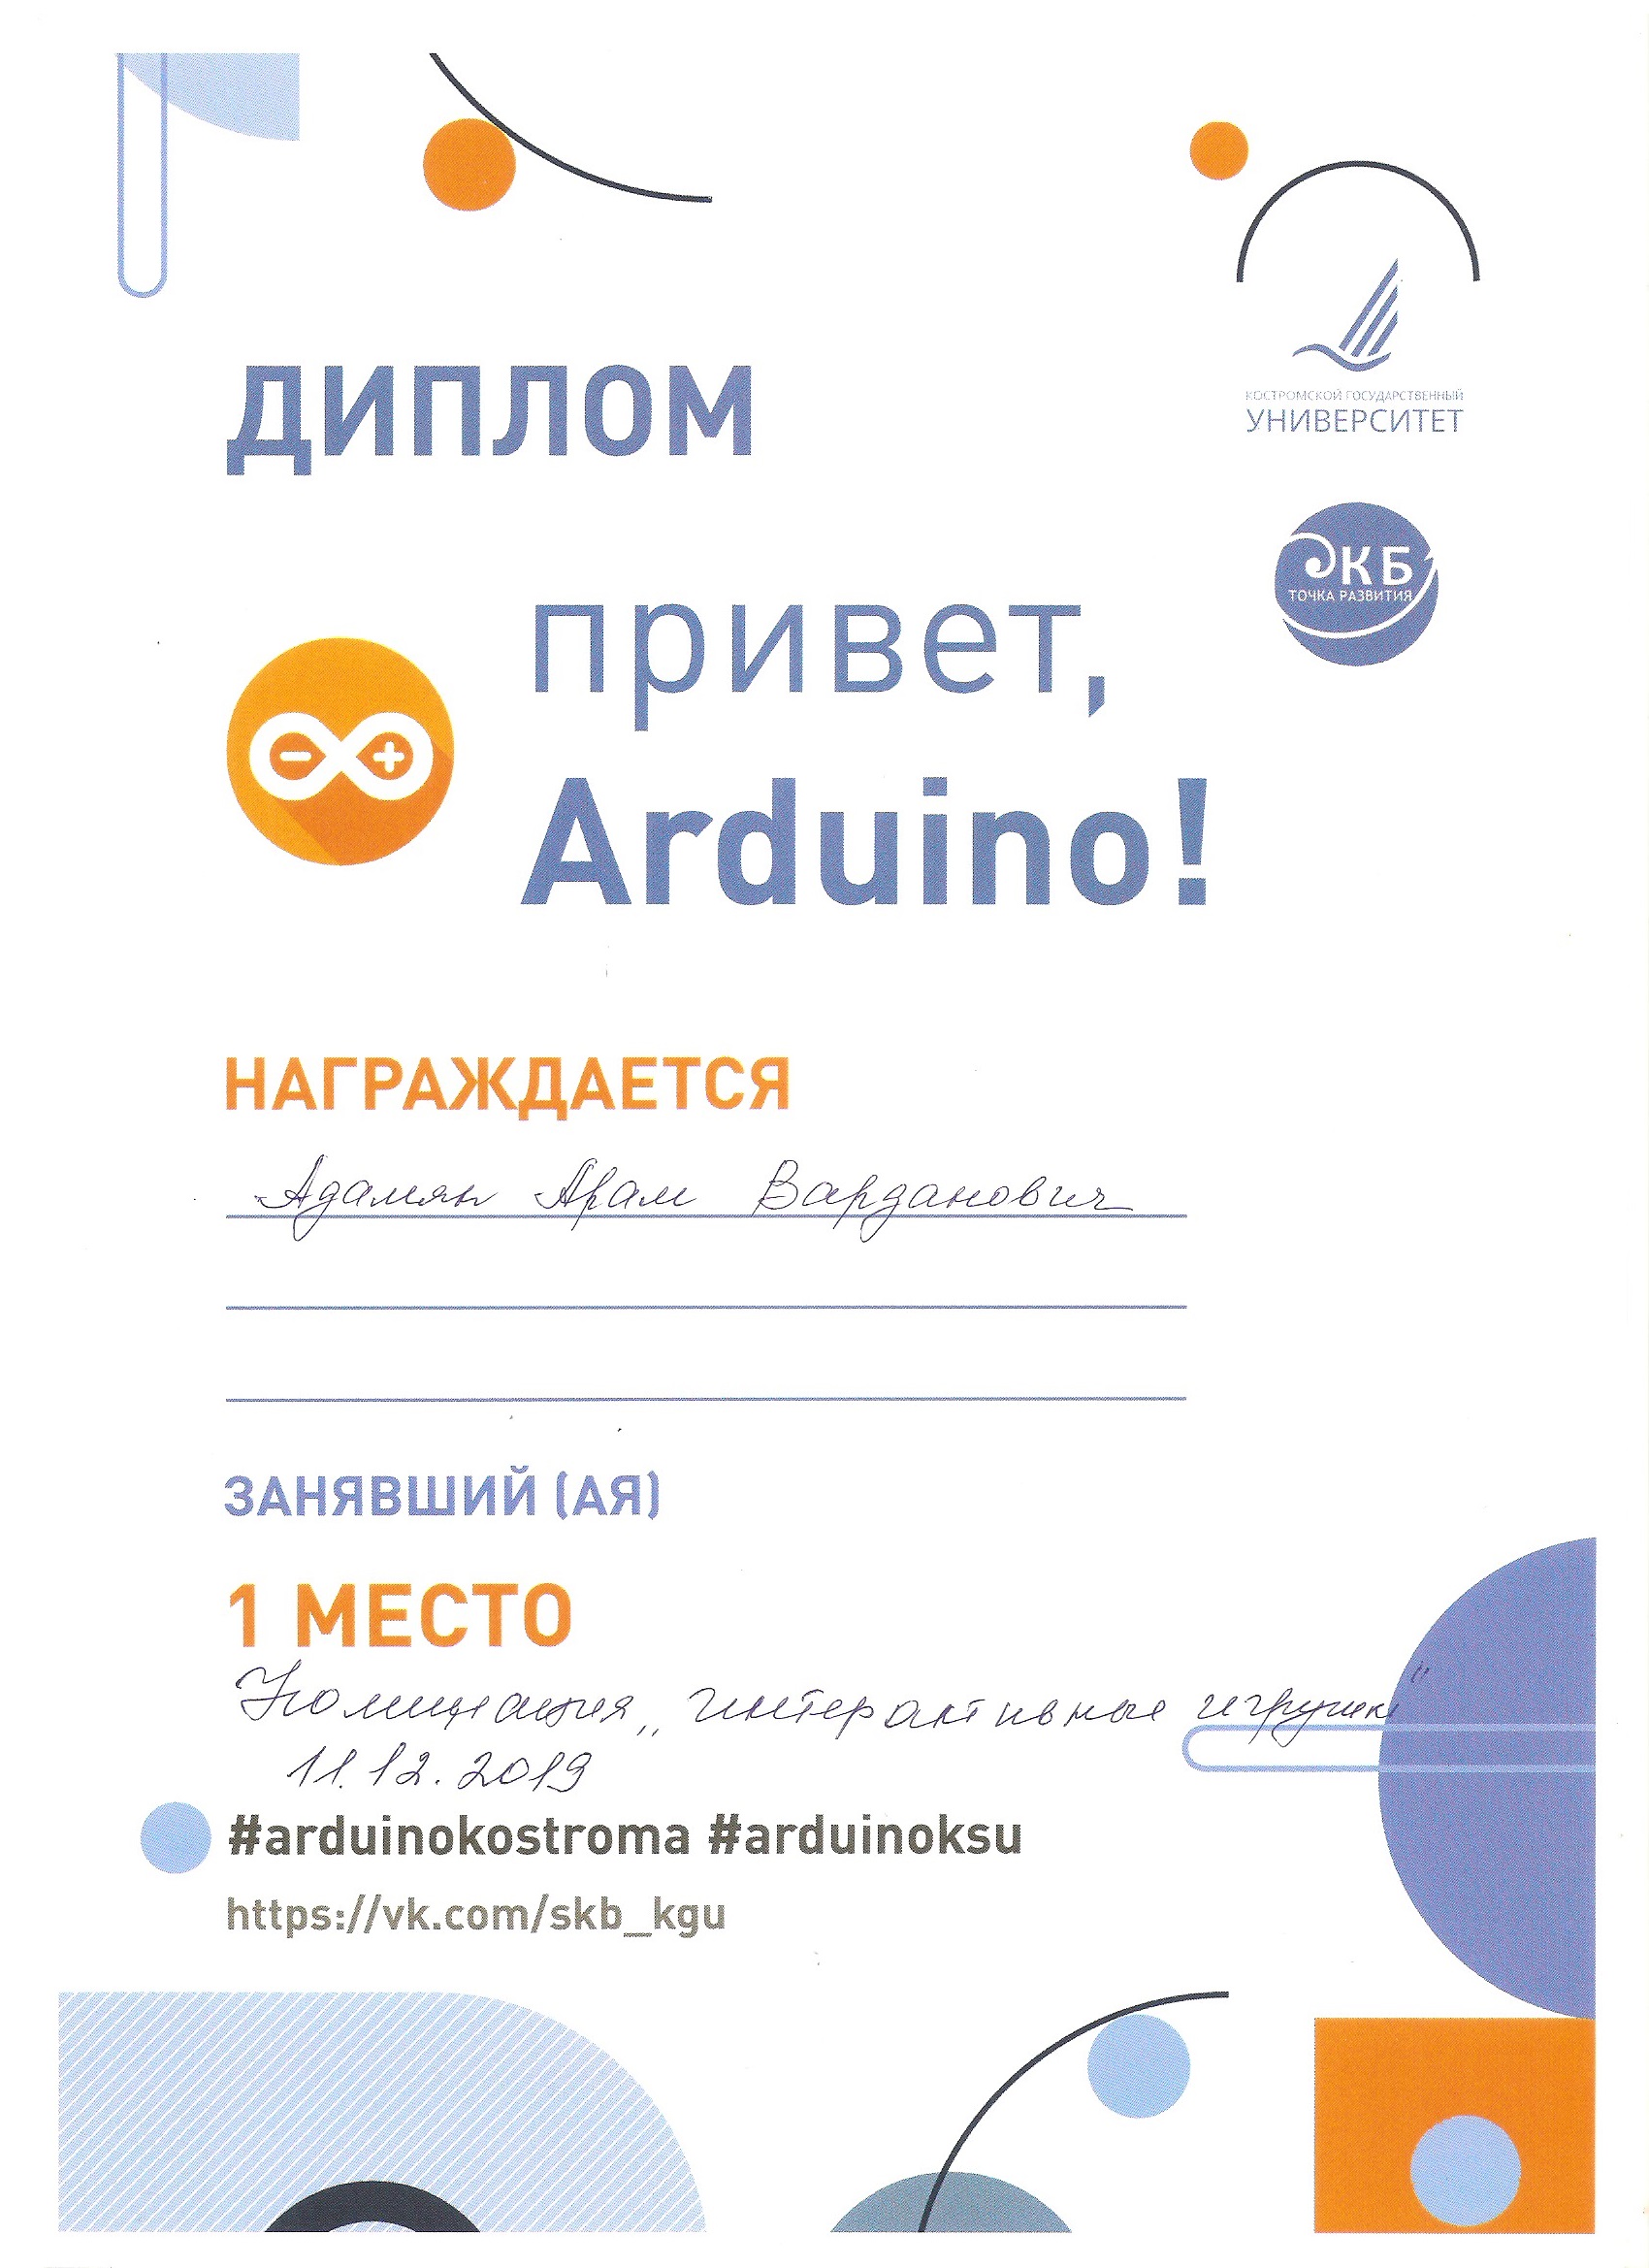 ДИПЛОМ
КОСТРОМСКОЙ ГОСУДАРСТВЕННЫЙ
УНИВЕРСИТЕТ
СКБ
ТОЧКА РАЗВИТИЯ
привет,
Arduino!
НАГРАЖДАЕТСЯ
Адамян Арам Варданович
ЗАНЯВШИЙ (АЯ)
1 МЕСТО
Номинация „интерактивные игрушки"
11.12.2019
#arduinokostroma #arduinoksu
https://vk.com/skb_kgu